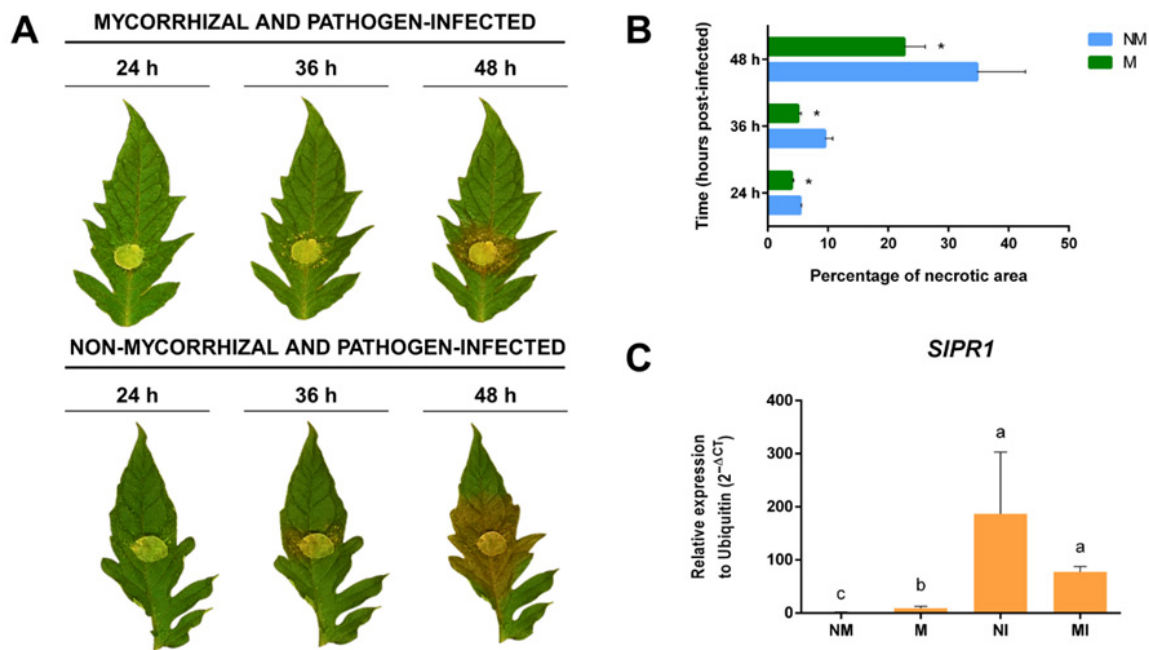 A
MYCORRHIZAL AND PATHOGEN-INFECTED
24 h 36 h 48 h
NON-MYCORRHIZAL AND PATHOGEN-INFECTED
24 h 36 h 48 h
B
NM
M
Time (hours post-infected)
48 h
*
36 h
*
24 h
*
0 10 20 30 40 50
Percentage of necrotic area
C
SlPR1
Relative expression
to Ubiquitin (2^−ΔCT)
400
300
200
100
0
c b a a
NM M NI MI